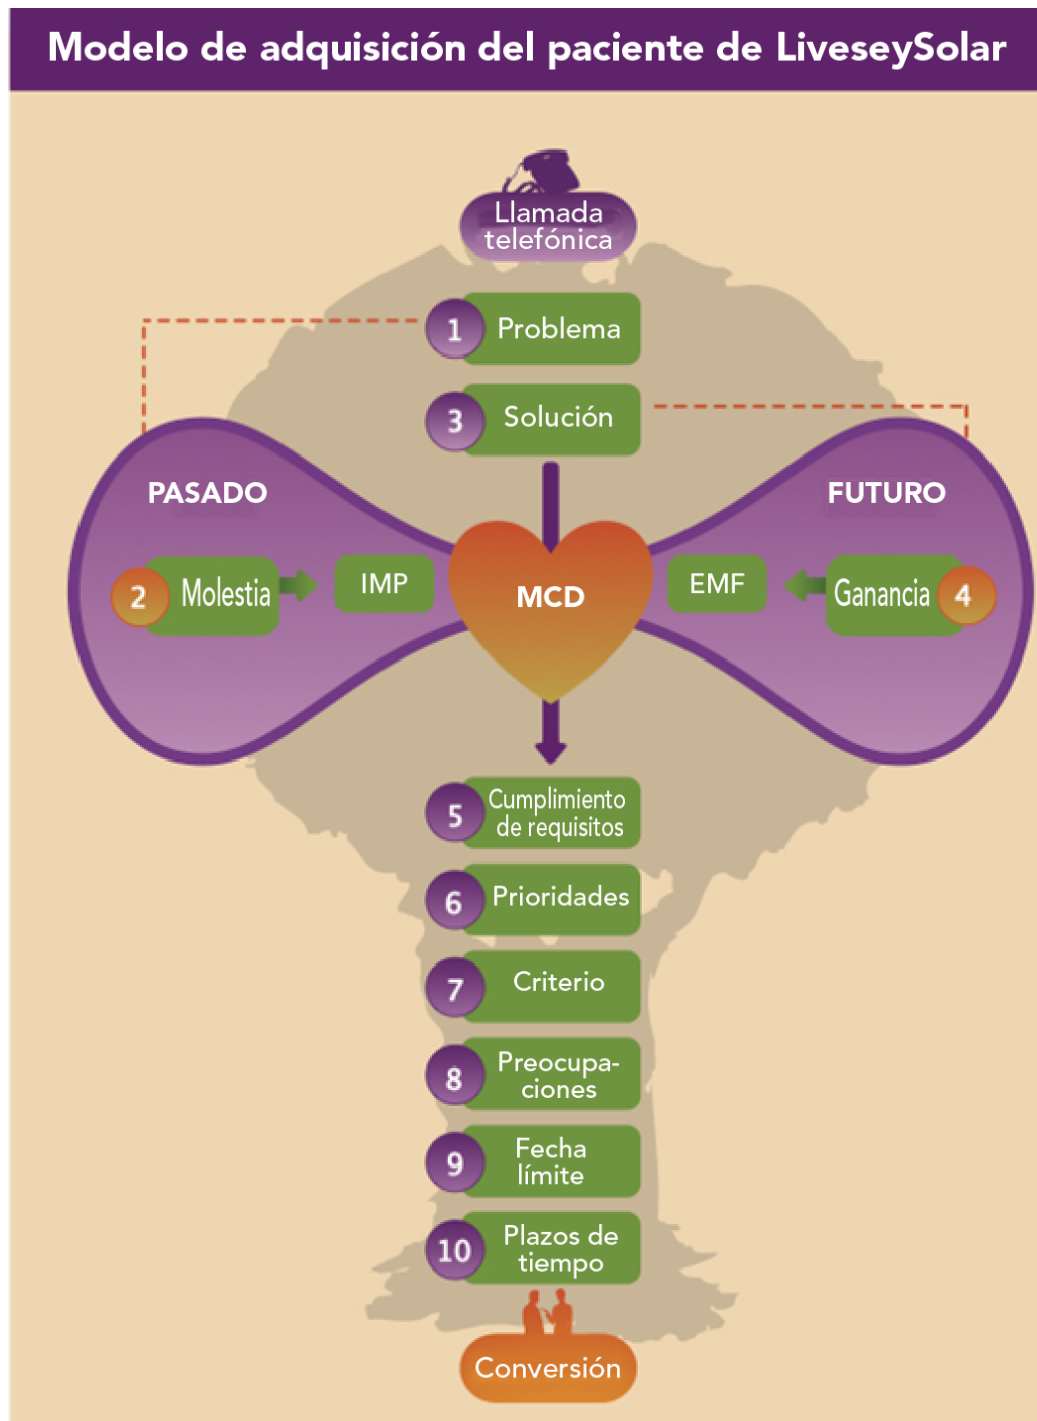 Modelo de adquisición del paciente de LiveseySolar
Llamada
telefónica
1 Problema
3 Solución
PASADO
FUTURO
2 Molestia
IMP
MCD
EMF
Ganancia 4
5 Cumplimiento
de requisitos
6 Prioridades
7 Criterio
8 Preocupa-
ciones
9 Fecha
límite
10 Plazos de
tiempo
Conversión